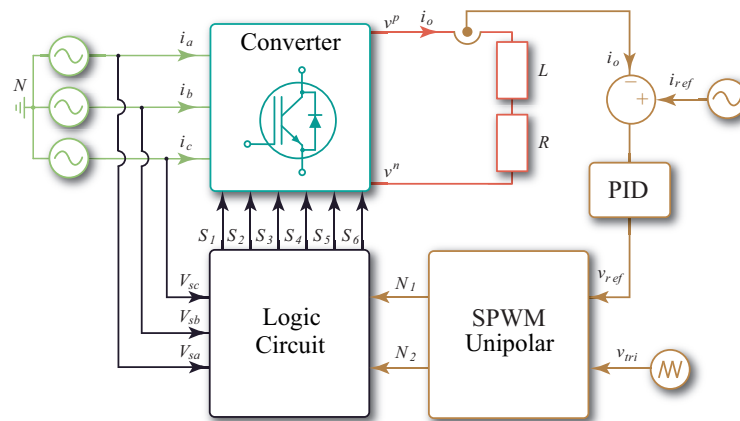 i_a
v^p
i_o
Converter
i_o
N
i_b
L
i_ref
−
+
i_c
R
v^n
PID
S_1 S_2 S_3 S_4 S_5 S_6
v_ref
V_sc
N_1
V_sb
Logic
Circuit
SPWM
Unipolar
V_sa
N_2
v_tri